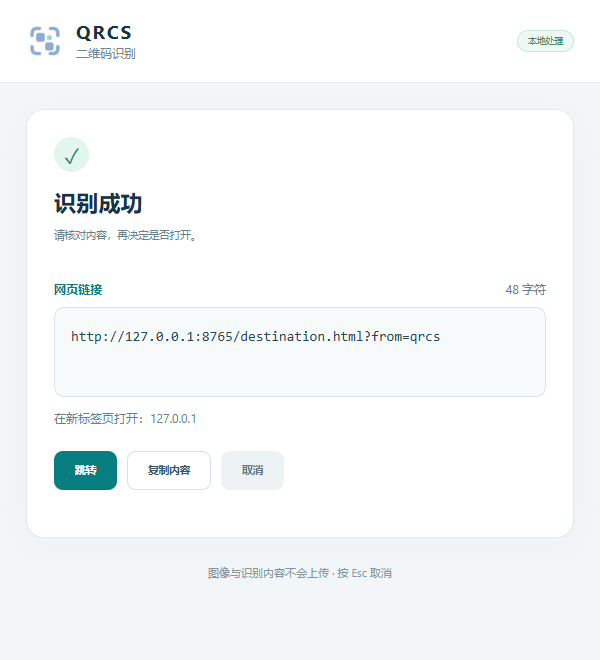 QRCS
二维码识别
本地处理
✓
识别成功
请核对内容，再决定是否打开。
网页链接
48 字符
http://127.0.0.1:8765/destination.html?from=qrcs
在新标签页打开：127.0.0.1
跳转
复制内容
取消
图像与识别内容不会上传 · 按 Esc 取消